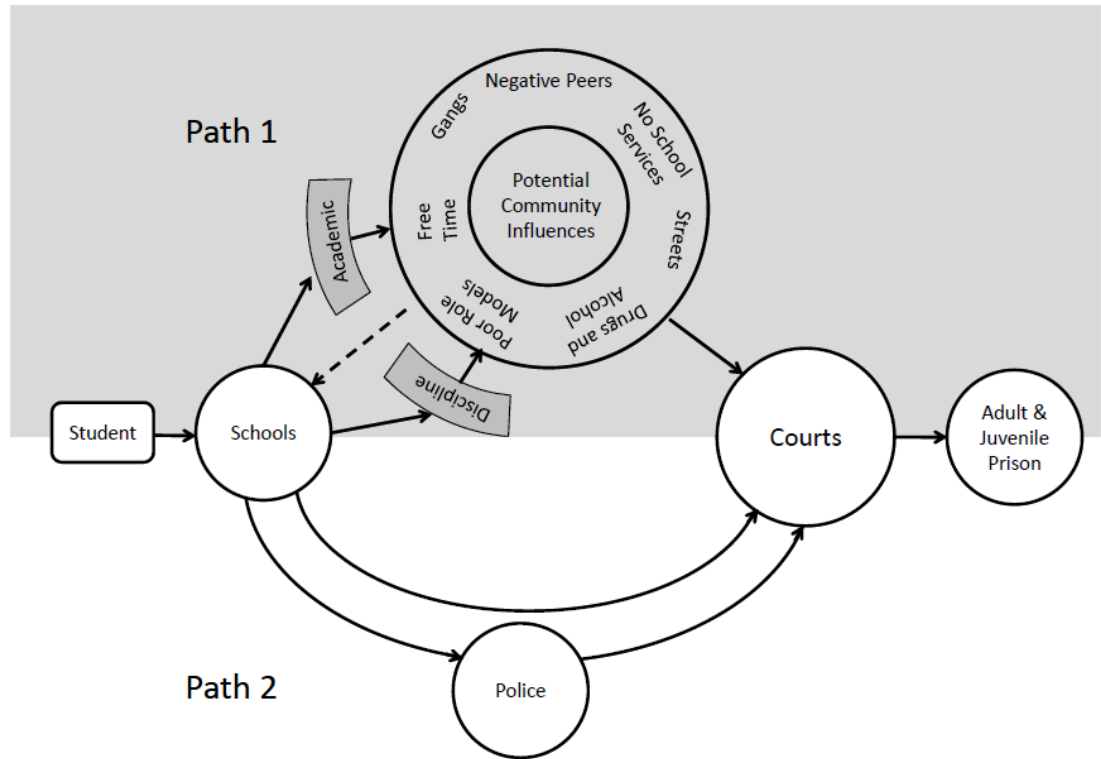 Path 1
Negative Peers
Gangs
No School
Services
Academic
Free
Time
Potential
Community
Influences
Streets
Poor Role
Models
Drugs and
Alcohol
Discipline
Student
Schools
Courts
Adult &
Juvenile
Prison
Path 2
Police